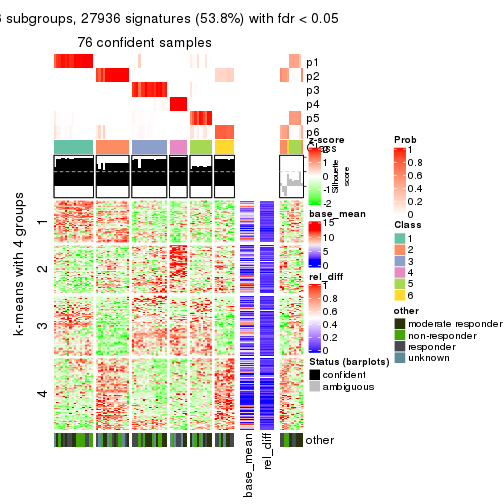 6 subgroups, 27936 signatures (53.8%) with fdr < 0.05
76 confident samples
p1
p2
p3
p4
p5
p6
Class
Silhouette
score
k-means with 4 groups
1
2
3
4
base_mean
rel_diff
other
z-score
2
1
0
-1
-2
base_mean
15
10
5
0
rel_diff
1
0.8
0.6
0.4
0.2
0
Status (barplots)
confident
ambiguous
Prob
1
0.8
0.6
0.4
0.2
0
Class
1
2
3
4
5
6
other
moderate responder
non-responder
responder
unknown